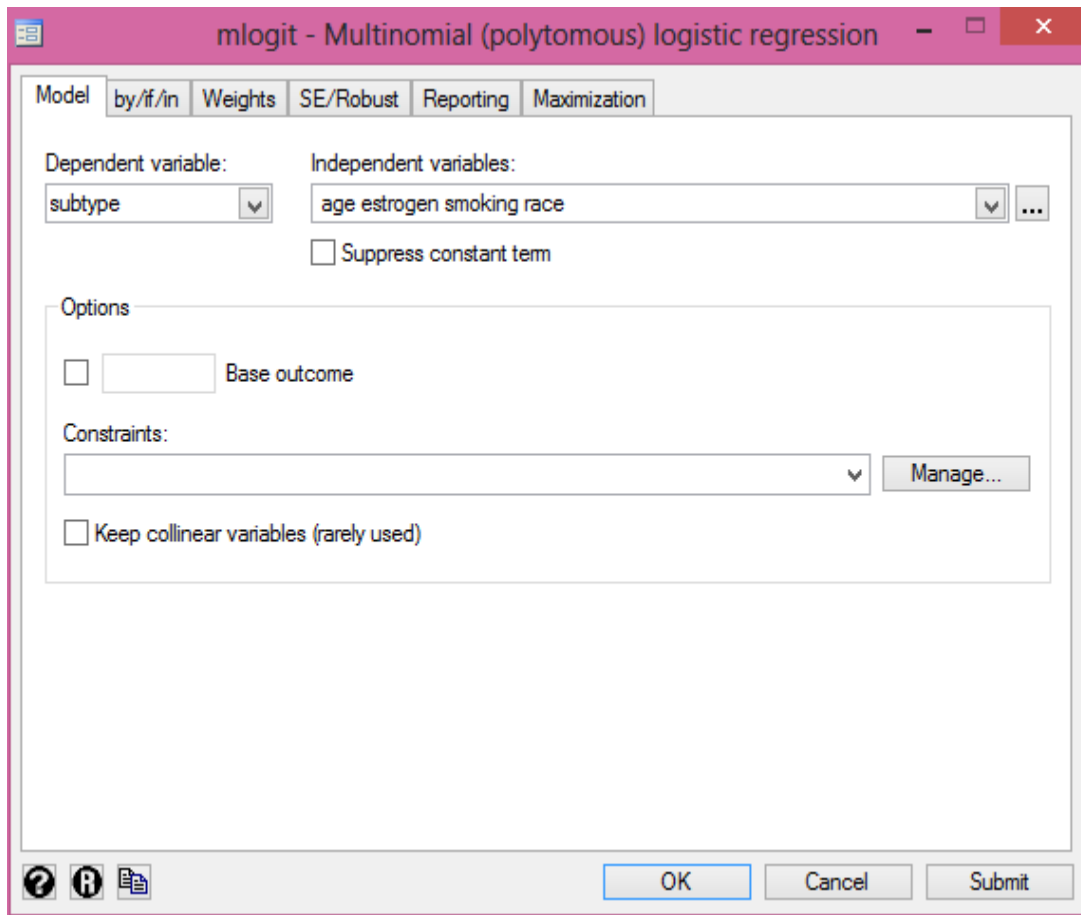 mlogit - Multinomial (polytomous) logistic regression
Model by/if/in Weights SE/Robust Reporting Maximization
Dependent variable: Independent variables:
subtype age estrogen smoking race ...
Suppress constant term
Options
Base outcome
Constraints:
Manage...
Keep collinear variables (rarely used)
? R OK Cancel Submit